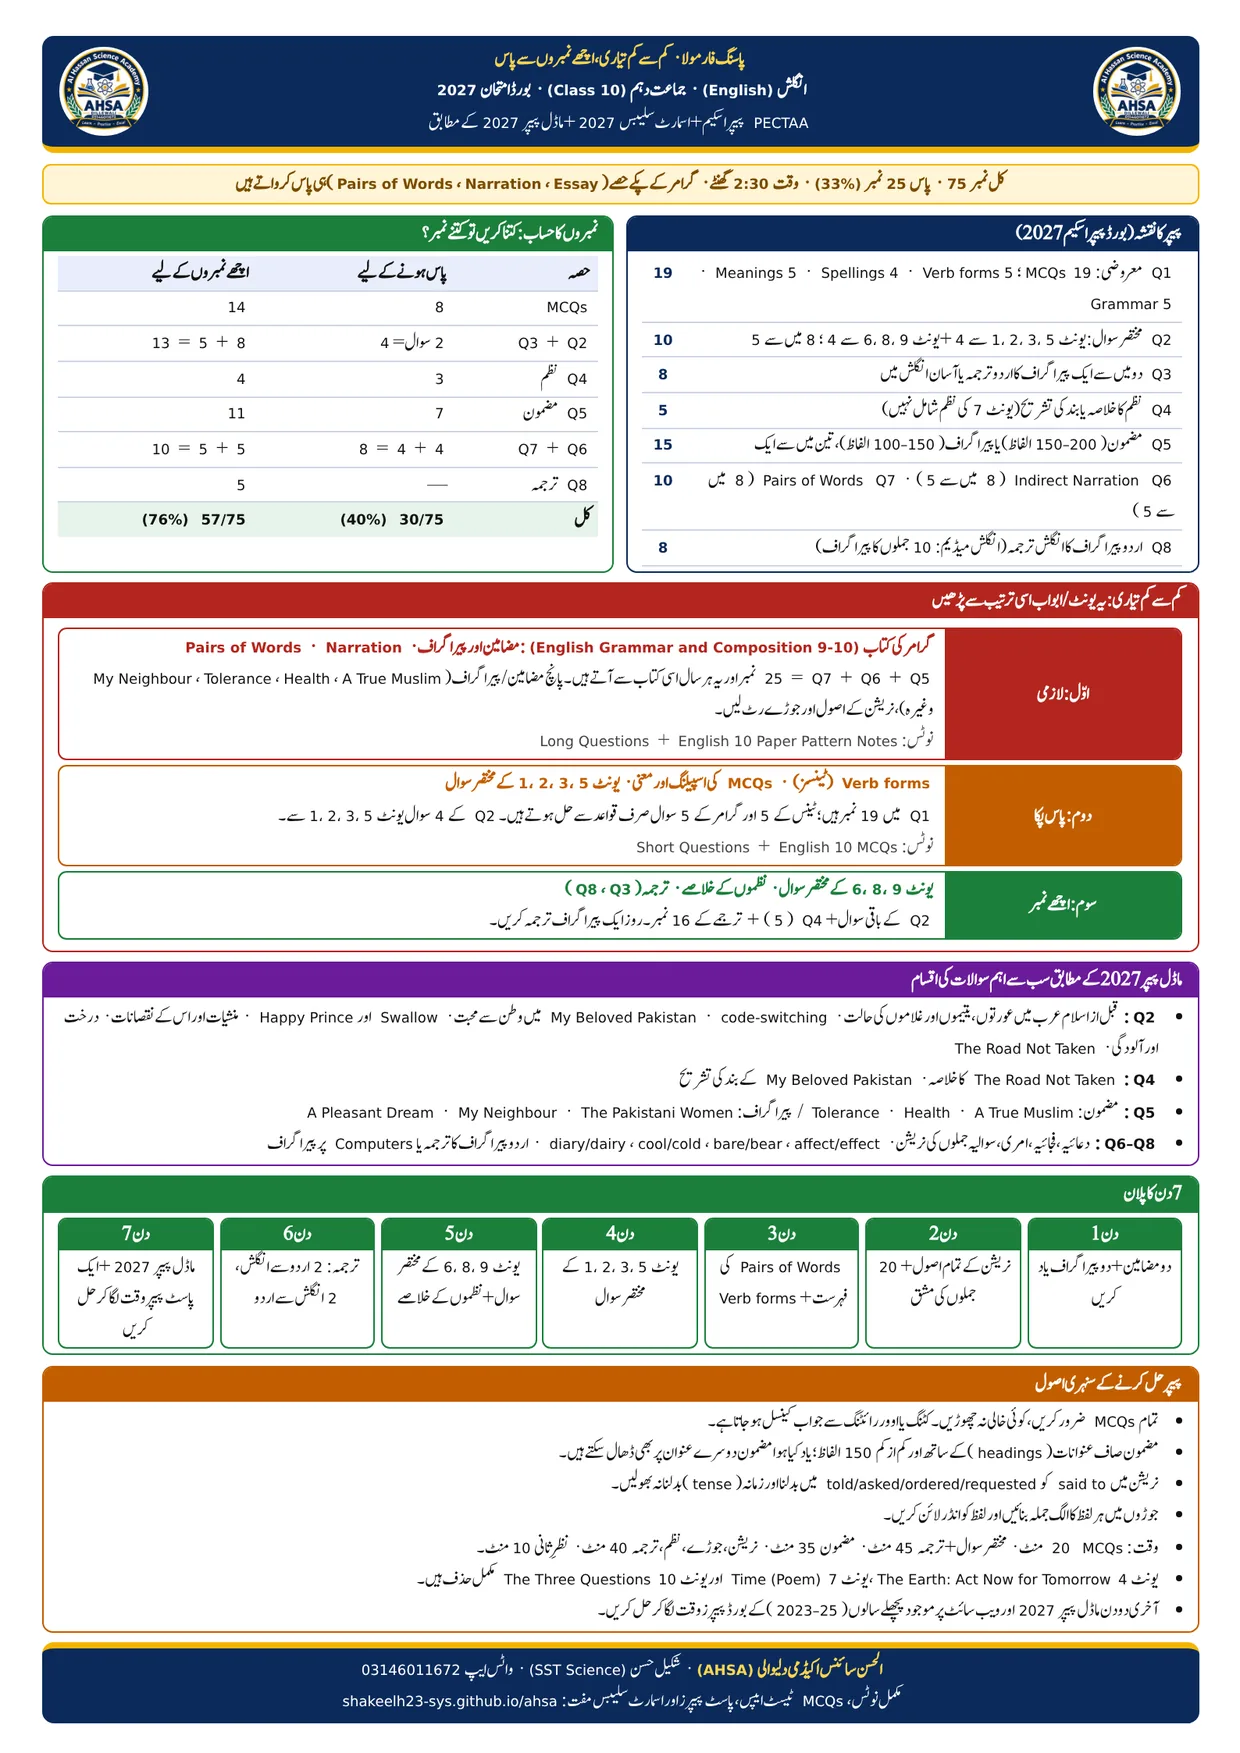 پاسنگ فارمولا · کم سے کم تیاری، اچھے نمبروں سے پاس
انگلش (English) · جماعت دہم (Class 10) · بورڈ امتحان 2027
PECTAA پیپر اسکیم + اسمارٹ سلیبس 2027 + ماڈل پیپر 2027 کے مطابق
کل نمبر 75 · پاس 25 نمبر (33%) · وقت 2:30 گھنٹے · گرامر کے پکے حصے (Pairs of Words، Narration، Essay) ہی پاس کرواتے ہیں
پیپر کا نقشہ (بورڈ پیپر اسکیم 2027)
Q1 معروضی: 19 MCQs؛ Verb forms 5 · Spellings 4 · Meanings 5 · 19
Grammar 5
Q2 مختصر سوال: یونٹ 1، 2، 3، 5 سے 4 + یونٹ 6، 8، 9 سے 4؛ 8 میں سے 5 10
Q3 دو میں سے ایک پیراگراف کا اردو ترجمہ یا آسان انگلش میں 8
Q4 نظم کا خلاصہ یا بند کی تشریح (یونٹ 7 کی نظم شامل نہیں) 5
Q5 مضمون (150–200 الفاظ) یا پیراگراف (100–150 الفاظ)، تین میں سے ایک 15
Q6 Indirect Narration (8 میں سے 5) · Q7 Pairs of Words (8 میں 10
سے 5)
Q8 اردو پیراگراف کا انگلش ترجمہ (انگلش میڈیم: 10 جملوں کا پیراگراف) 8
نمبروں کا حساب: کتنا کریں تو کتنے نمبر؟
حصہ پاس ہونے کے لیے اچھے نمبروں کے لیے
MCQs 8 14
Q3 + Q2 2 سوال = 4 8 + 5 = 13
Q4 نظم 3 4
Q5 مضمون 7 11
Q7 + Q6 4 + 4 = 8 5 + 5 = 10
Q8 ترجمہ — 5
کل 30/75 (40%) 57/75 (76%)
کم سے کم تیاری: یہ یونٹ/ابواب اسی ترتیب سے پڑھیں
اوّل: لازمی
گرامر کی کتاب (English Grammar and Composition 9-10): مضامین اور پیراگراف · Narration · Pairs of Words
Q5 + Q6 + Q7 = 25 نمبر اور یہ ہر سال اسی کتاب سے آتے ہیں۔ پانچ مضامین/پیراگراف (My Neighbour، Tolerance، Health، A True Muslim
وغیرہ)، نریشن کے اصول اور جوڑے رٹ لیں۔
نوٹس: Long Questions + English 10 Paper Pattern Notes
دوم: پاس پکا
Verb forms (ٹینسز) · MCQs کی اسپیلنگ اور معنی · یونٹ 1، 2، 3، 5 کے مختصر سوال
Q1 میں 19 نمبر ہیں؛ ٹینس کے 5 اور گرامر کے 5 سوال صرف قواعد سے حل ہوتے ہیں۔ Q2 کے 4 سوال یونٹ 1، 2، 3، 5 سے۔
نوٹس: Short Questions + English 10 MCQs
سوم: اچھے نمبر
یونٹ 6، 8، 9 کے مختصر سوال · نظموں کے خلاصے · ترجمہ (Q3، Q8)
Q2 کے باقی سوال + Q4 (5) + ترجمے کے 16 نمبر۔ روز ایک پیراگراف ترجمہ کریں۔
ماڈل پیپر 2027 کے مطابق سب سے اہم سوالات کی اقسام
• Q2: قبل از اسلام عرب میں عورتوں، یتیموں اور غلاموں کی حالت · code-switching · My Beloved Pakistan میں وطن سے محبت · Swallow اور Happy Prince · منشیات اور اس کے نقصانات · درخت
اور آلودگی · The Road Not Taken
• Q4: The Road Not Taken کا خلاصہ · My Beloved Pakistan کے بند کی تشریح
• Q5: مضمون: A True Muslim · Health · Tolerance / پیراگراف: The Pakistani Women · My Neighbour · A Pleasant Dream
• Q6–Q8: دعائیہ، فجائیہ، امری، سوالیہ جملوں کی نریشن · diary/dairy، cool/cold، bare/bear، affect/effect · اردو پیراگراف کا ترجمہ یا Computers پر پیراگراف
7 دن کا پلان
دن 1
دو مضامین + دو پیراگراف یاد
کریں
دن 2
نریشن کے تمام اصول + 20
جملوں کی مشق
دن 3
Pairs of Words کی
فہرست + Verb forms
دن 4
یونٹ 1، 2، 3، 5 کے
مختصر سوال
دن 5
یونٹ 6، 8، 9 کے مختصر
سوال + نظموں کے خلاصے
دن 6
ترجمہ: 2 اردو سے انگلش،
2 انگلش سے اردو
دن 7
ماڈل پیپر 2027 + ایک
پاسٹ پیپر وقت لگا کر حل
کریں
پیپر حل کرنے کے سنہری اصول
• تمام MCQs ضرور کریں، کوئی خالی نہ چھوڑیں۔ کٹنگ یا اوور رائٹنگ سے جواب کینسل ہو جاتا ہے۔
• مضمون صاف عنوانات (headings) کے ساتھ اور کم از کم 150 الفاظ؛ یاد کیا ہوا مضمون دوسرے عنوان پر بھی ڈھال سکتے ہیں۔
• نریشن میں said to کو told/asked/ordered/requested میں بدلنا اور زمانہ (tense) بدلنا نہ بھولیں۔
• جوڑوں میں ہر لفظ کا الگ جملہ بنائیں اور لفظ کو انڈر لائن کریں۔
• وقت: MCQs 20 منٹ · مختصر سوال + ترجمہ 45 منٹ · مضمون 35 منٹ · نریشن، جوڑے، نظم، ترجمہ 40 منٹ · نظرِ ثانی 10 منٹ۔
• یونٹ 4 The Earth: Act Now for Tomorrow، یونٹ 7 Time (Poem) اور یونٹ 10 The Three Questions مکمل حذف ہیں۔
• آخری دو دن ماڈل پیپر 2027 اور ویب سائٹ پر موجود پچھلے سالوں (2023–25) کے بورڈ پیپرز وقت لگا کر حل کریں۔
الحسن سائنس اکیڈمی دلیوالی (AHSA) · شکیل حسن (SST Science) · واٹس ایپ 03146011672
مکمل نوٹس، MCQs ٹیسٹ ایپس، پاسٹ پیپرز اور اسمارٹ سلیبس مفت: shakeelh23-sys.github.io/ahsa